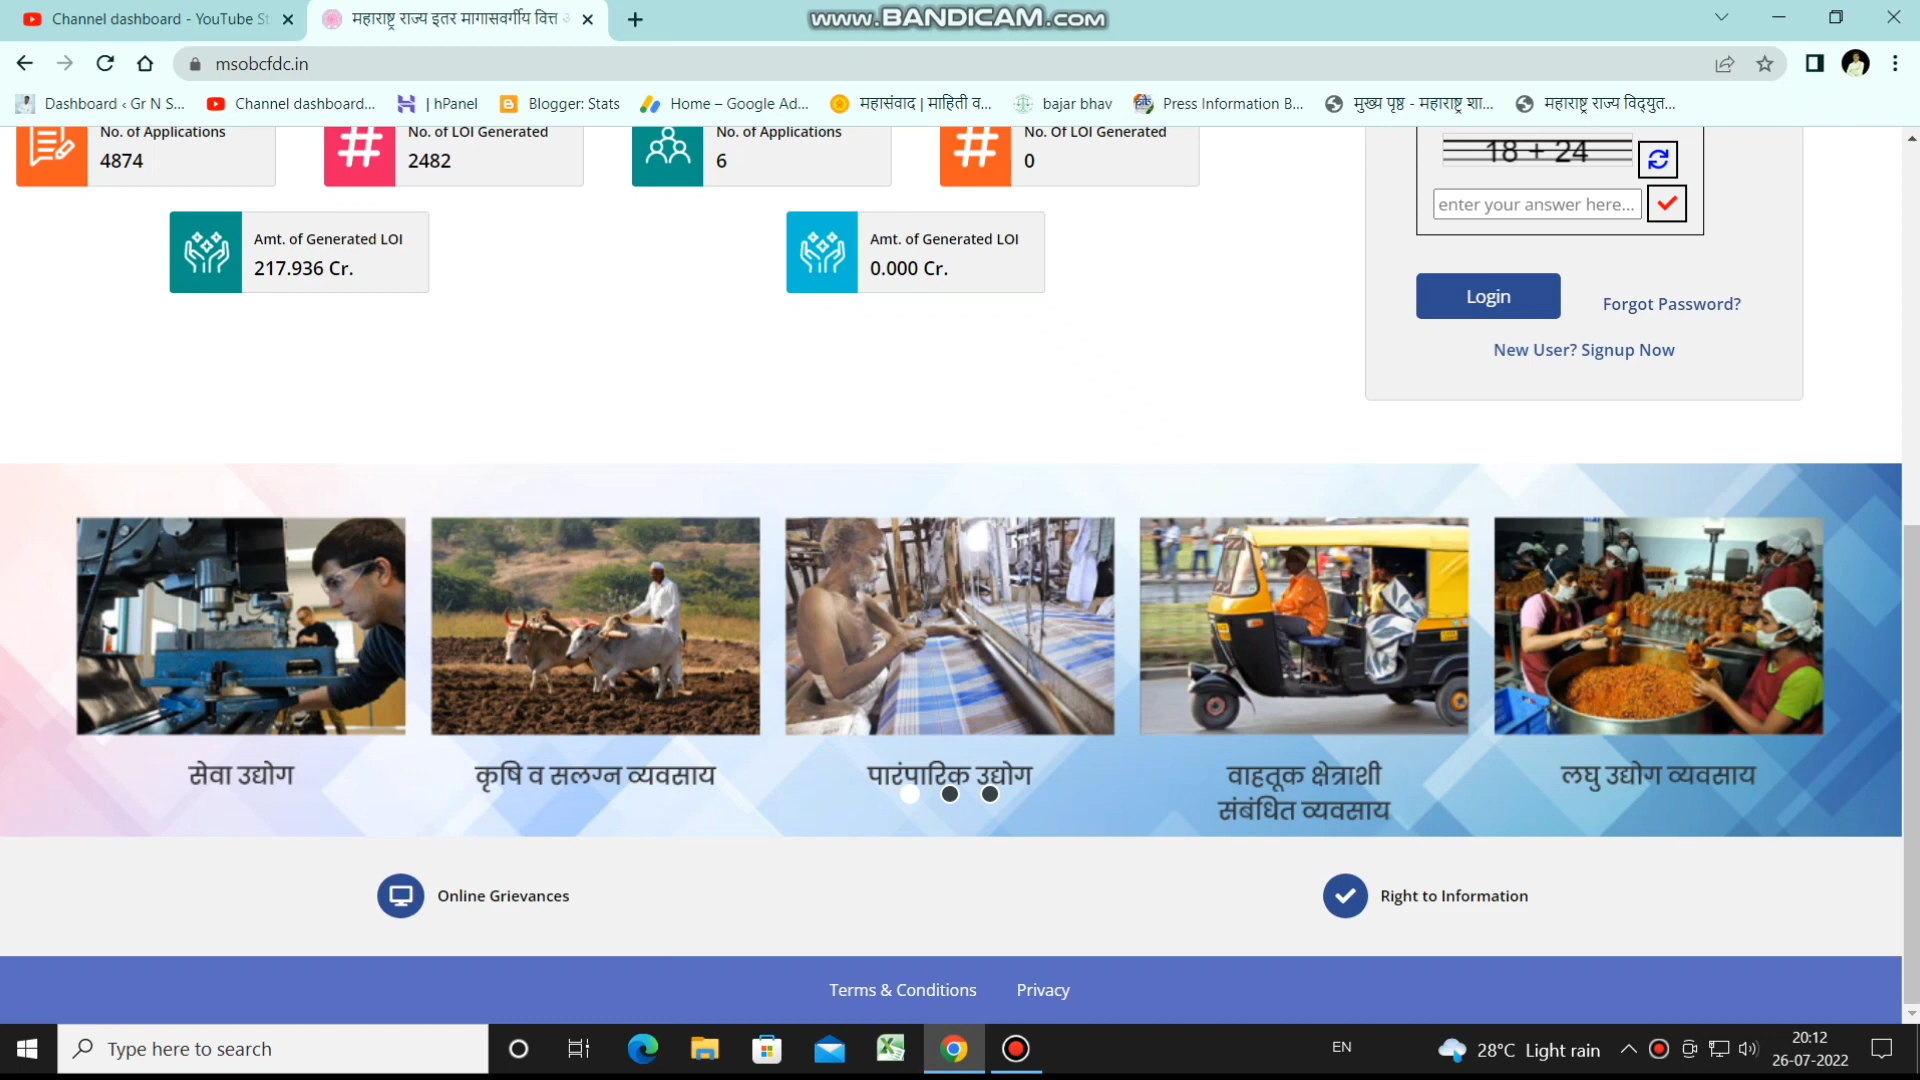 Channel dashboard - YouTube St
महाराष्ट्र राज्य इतर मागासवर्गीय वित्त
www.BANDICAM.com
msobcfdc.in
Dashboard ‹ Gr N S...
Channel dashboard...
| hPanel
Blogger: Stats
Home – Google Ad...
महासंवाद | माहिती व...
bajar bhav
Press Information B...
मुख्य पृष्ठ - महाराष्ट्र शा...
महाराष्ट्र राज्य विद्युत...
No. of Applications
4874
No. of LOI Generated
2482
No. of Applications
6
No. Of LOI Generated
0
18 + 24
enter your answer here...
Amt. of Generated LOI
217.936 Cr.
Amt. of Generated LOI
0.000 Cr.
Login
Forgot Password?
New User? Signup Now
सेवा उद्योग
कृषि व सलग्न व्यवसाय
पारंपारिक उद्योग
वाहतूक क्षेत्राशी
संबंधित व्यवसाय
लघु उद्योग व्यवसाय
Online Grievances
Right to Information
Terms & Conditions
Privacy
Type here to search
EN
28°C Light rain
20:12
26-07-2022